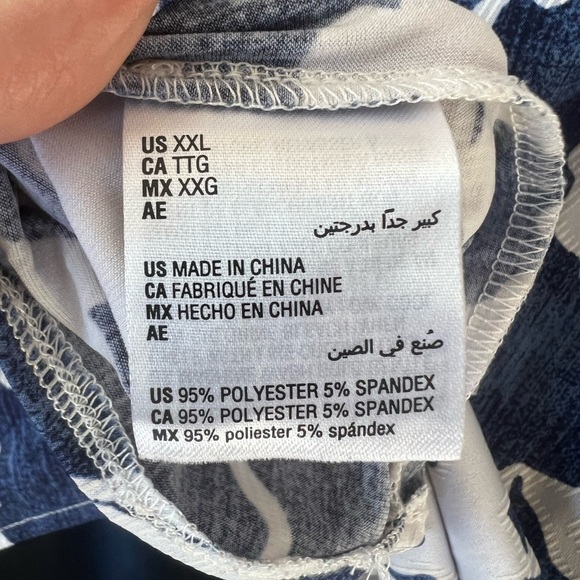 US XXL
CA TTG
MX XXG
AE
كبير جداً بدرجتين
US MADE IN CHINA
CA FABRIQUÉ EN CHINE
MX HECHO EN CHINA
AE
صُنع في الصين
US 95% POLYESTER 5% SPANDEX
CA 95% POLYESTER 5% SPANDEX
MX 95% poliester 5% spándex